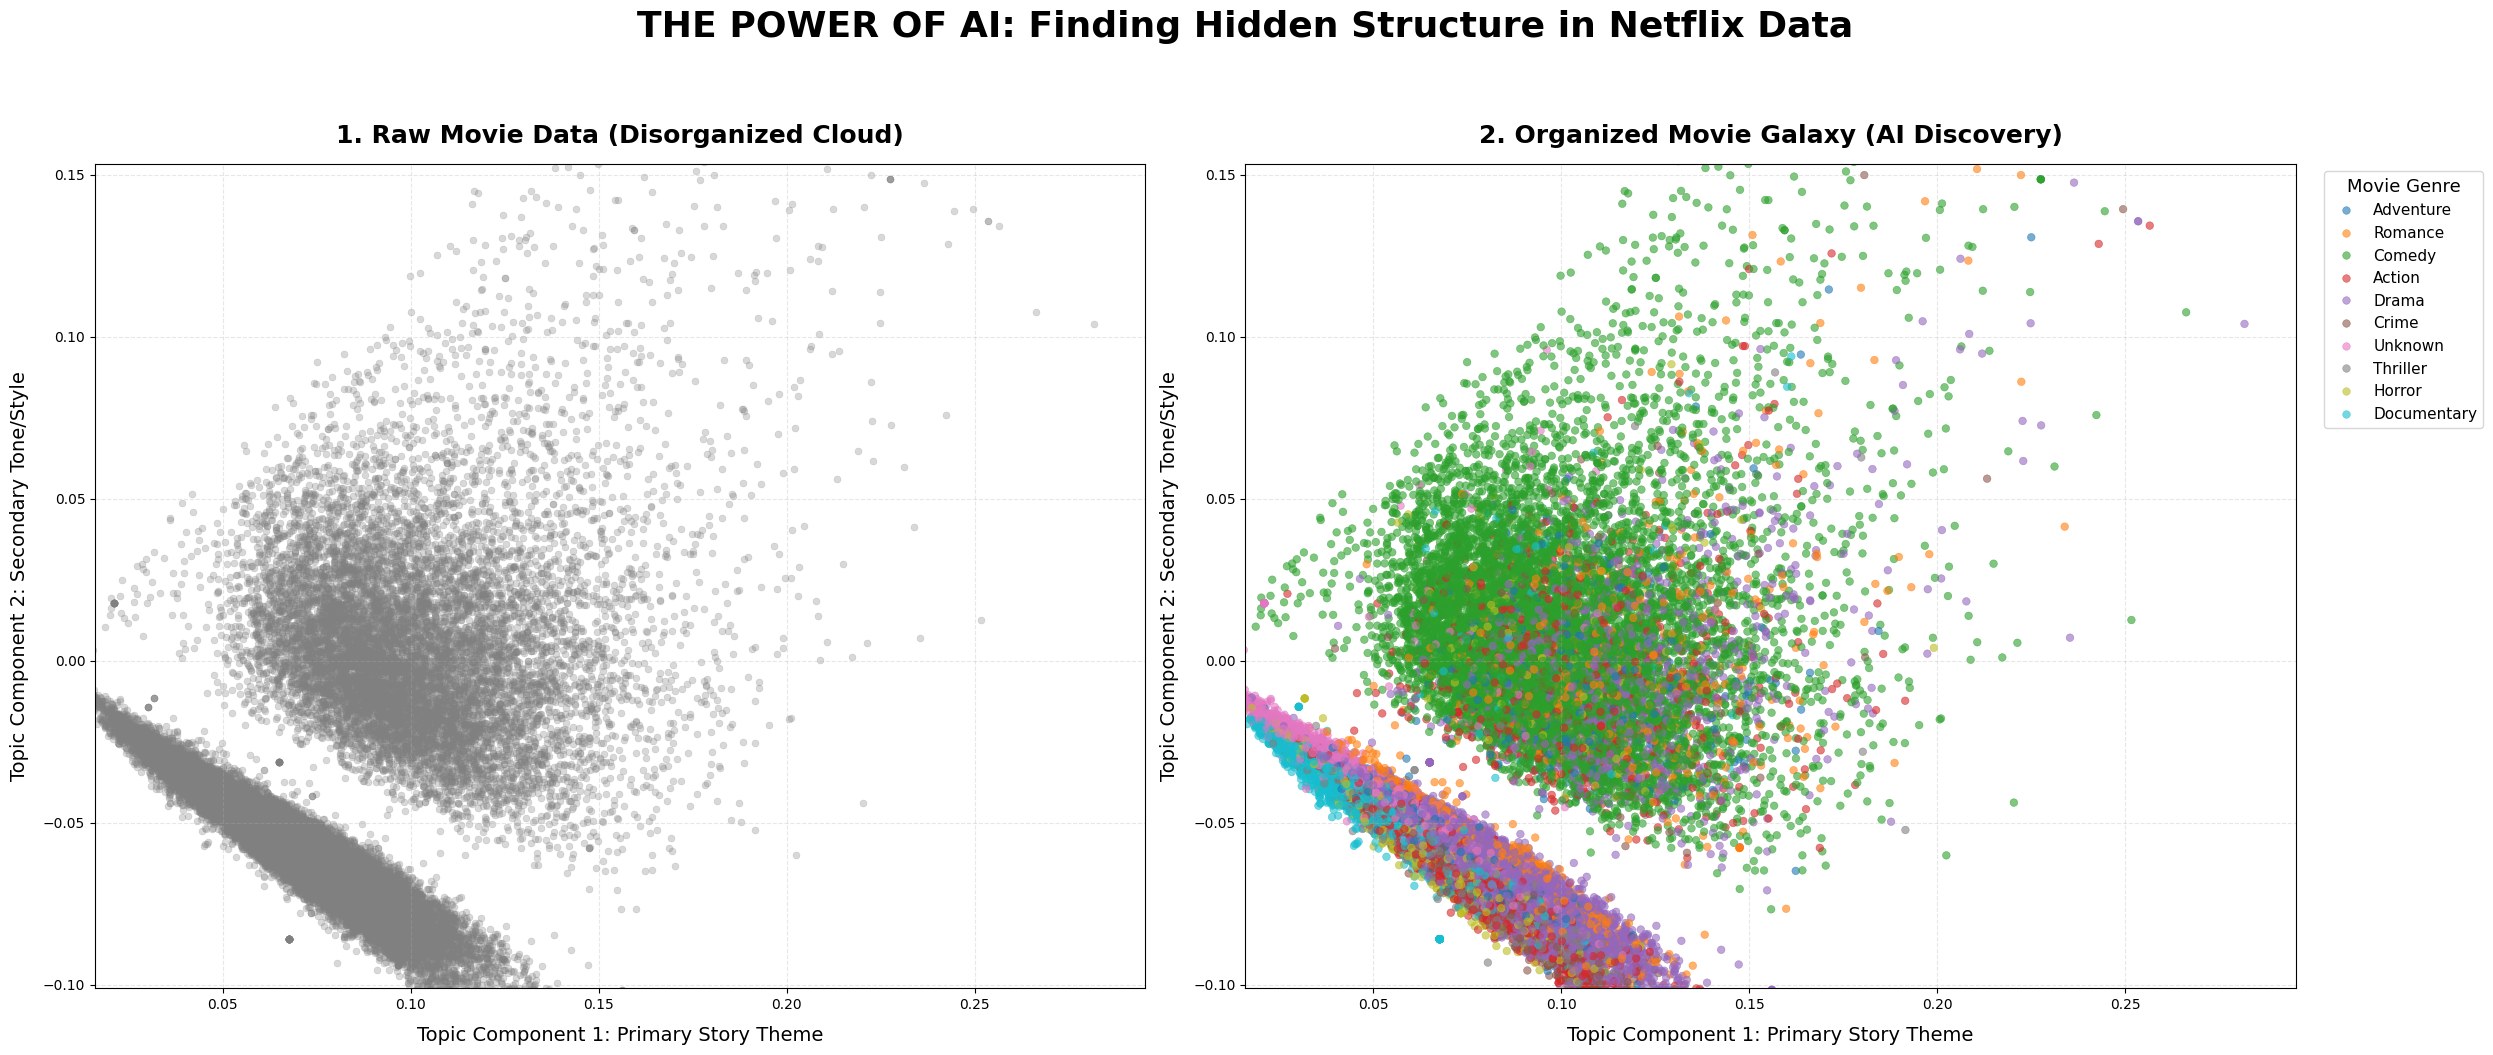 THE POWER OF AI: Finding Hidden Structure in Netflix Data
1. Raw Movie Data (Disorganized Cloud)
Topic Component 2: Secondary Tone/Style
0.15
0.10
0.05
0.00
−0.05
−0.10
0.05
0.10
0.15
0.20
0.25
Topic Component 1: Primary Story Theme
2. Organized Movie Galaxy (AI Discovery)
Topic Component 2: Secondary Tone/Style
0.15
0.10
0.05
0.00
−0.05
−0.10
0.05
0.10
0.15
0.20
0.25
Topic Component 1: Primary Story Theme
Movie Genre
Adventure
Romance
Comedy
Action
Drama
Crime
Unknown
Thriller
Horror
Documentary